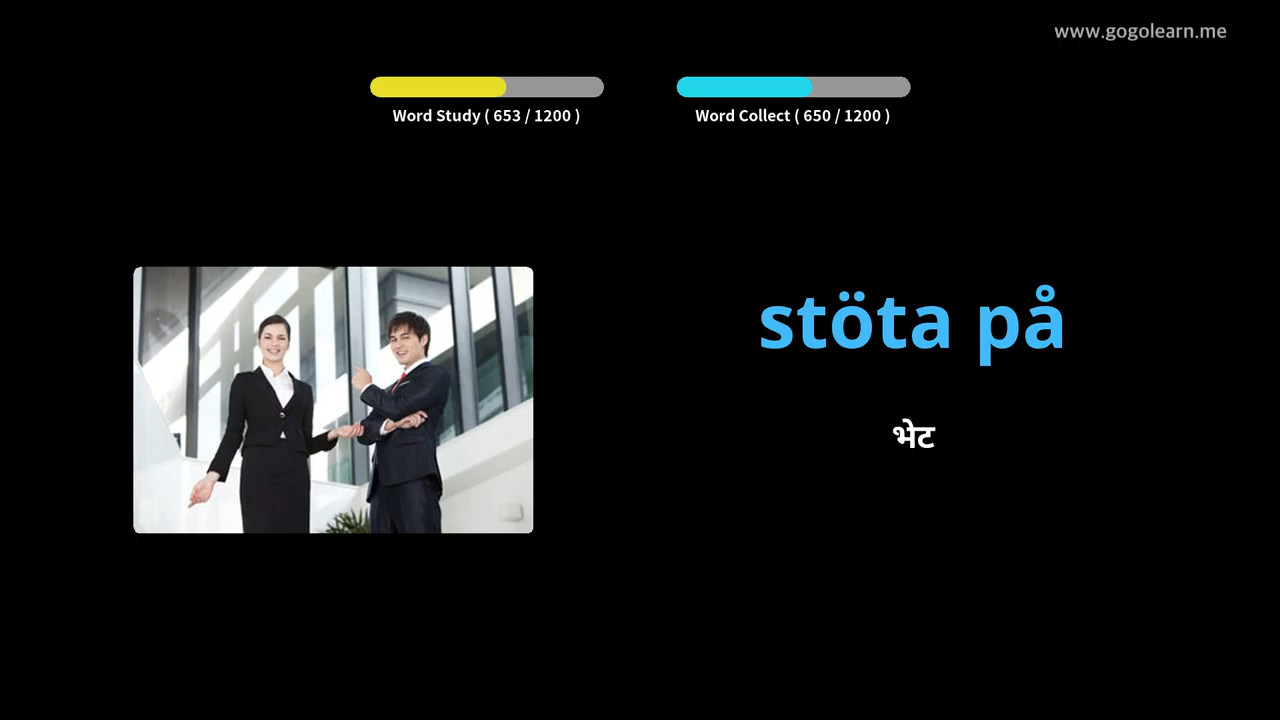 www.gogolearn.me
Word Study ( 653 / 1200 )
Word Collect ( 650 / 1200 )
stöta på
भेट